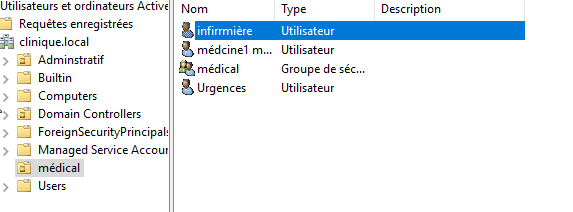 Utilisateurs et ordinateurs Active
Requêtes enregistrées
clinique.local
Adminstratif
Builtin
Computers
Domain Controllers
ForeignSecurityPrincipals
Managed Service Accour
médical
Users
Nom Type Description
infirrmière Utilisateur
médcine1 m... Utilisateur
médical Groupe de séc...
Urgences Utilisateur